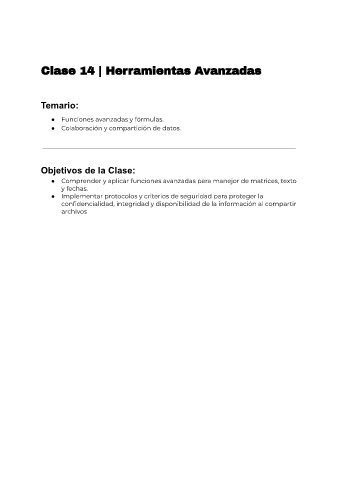 Clase 14 | Herramientas Avanzadas
Temario:
● Funciones avanzadas y fórmulas.
● Colaboración y compartición de datos.
Objetivos de la Clase:
● Comprender y aplicar funciones avanzadas para manejor de matrices, texto
y fechas.
● Implementar protocolos y criterios de seguridad para proteger la
confidencialidad, integridad y disponibilidad de la información al compartir
archivos